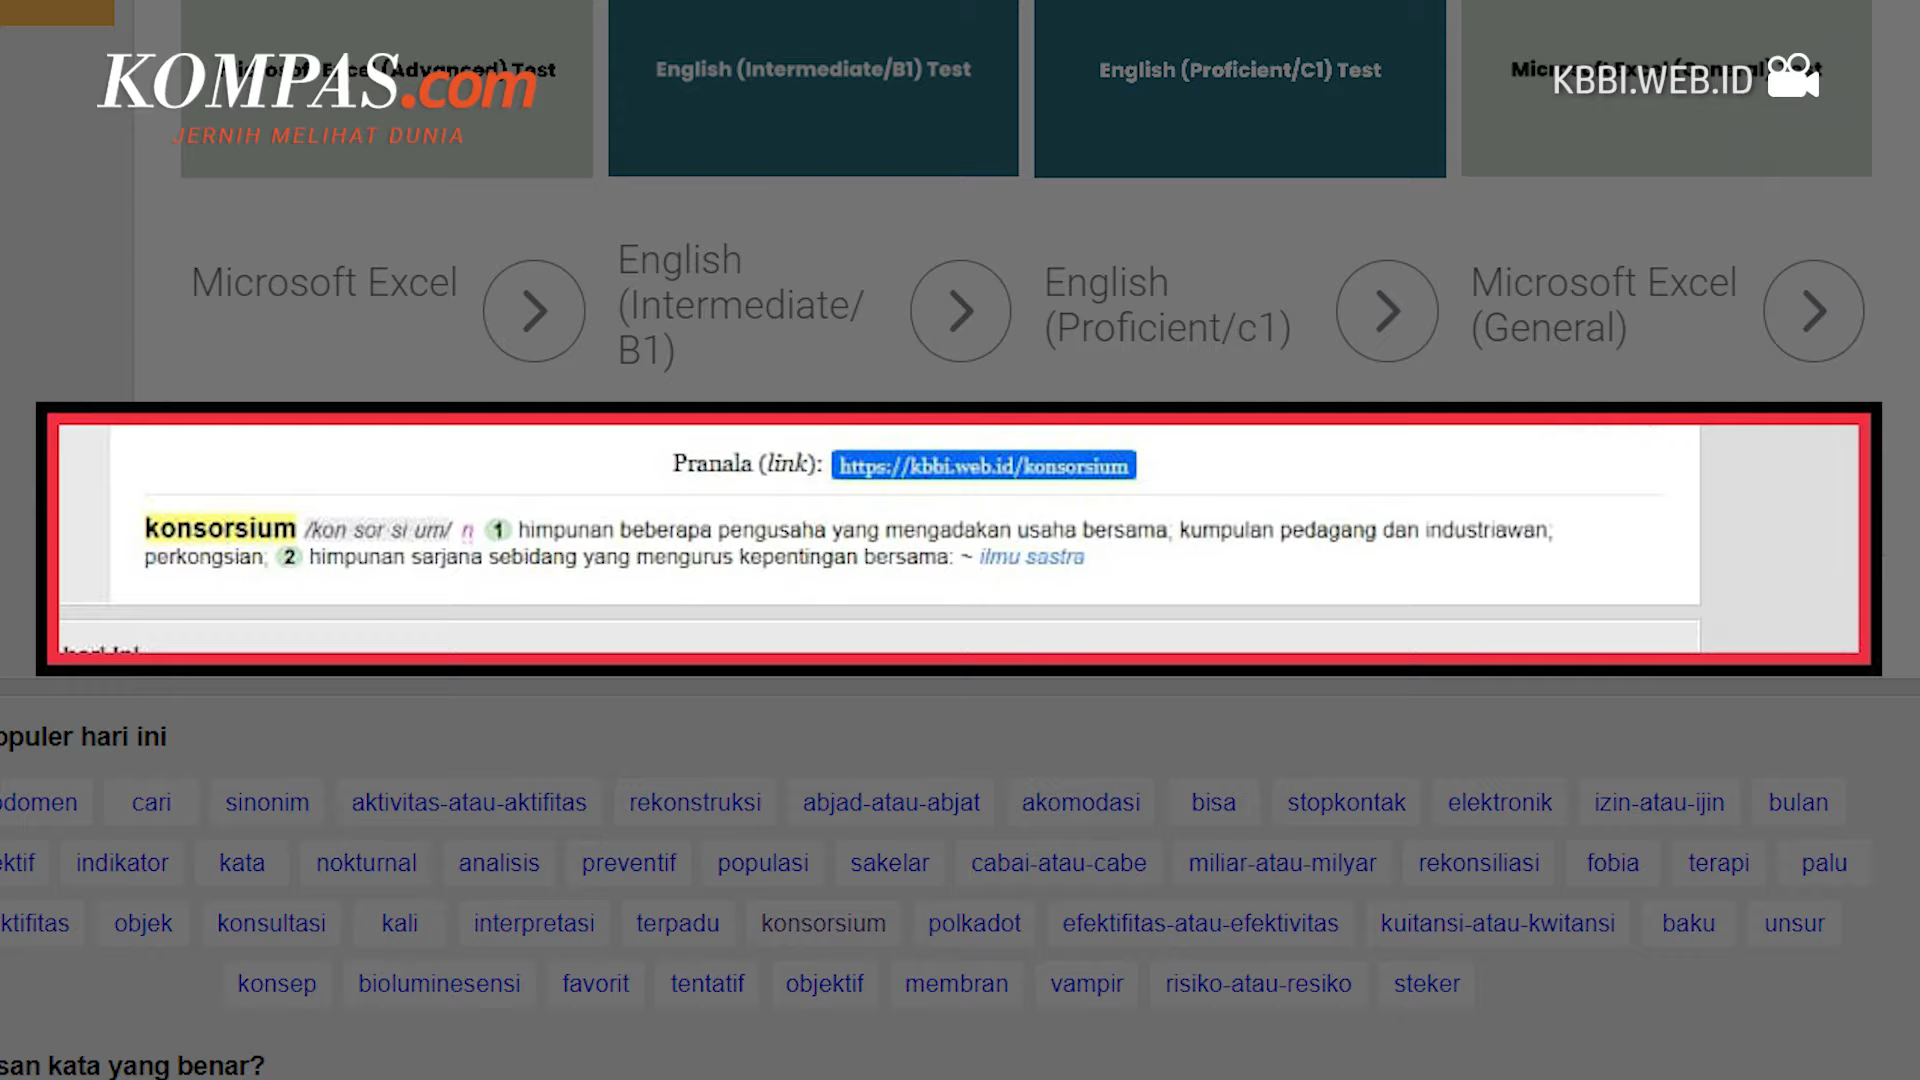 Microsoft Excel (Advanced) Test
English (Intermediate/B1) Test
English (Proficient/C1) Test
KOMPAS.com
JERNIH MELIHAT DUNIA
KBBI.WEB.ID
Microsoft Excel
English
(Intermediate/
B1)
English
(Proficient/c1)
Microsoft Excel
(General)
Pranala (link): https://kbbi.web.id/konsorsium
konsorsium /kon sor si um/ n 1 himpunan beberapa pengusaha yang mengadakan usaha bersama; kumpulan pedagang dan industriawan;
perkongsian; 2 himpunan sarjana sebidang yang mengurus kepentingan bersama: ~ ilmu sastra
opuler hari ini
domen cari sinonim aktivitas-atau-aktifitas rekonstruksi abjad-atau-abjat akomodasi bisa stopkontak elektronik izin-atau-ijin bulan
ektif indikator kata nokturnal analisis preventif populasi sakelar cabai-atau-cabe miliar-atau-milyar rekonsiliasi fobia terapi palu
ktifitas objek konsultasi kali interpretasi terpadu konsorsium polkadot efektifitas-atau-efektivitas kuitansi-atau-kwitansi baku unsur
konsep bioluminesensi favorit tentatif objektif membran vampir risiko-atau-resiko steker
san kata yang benar?